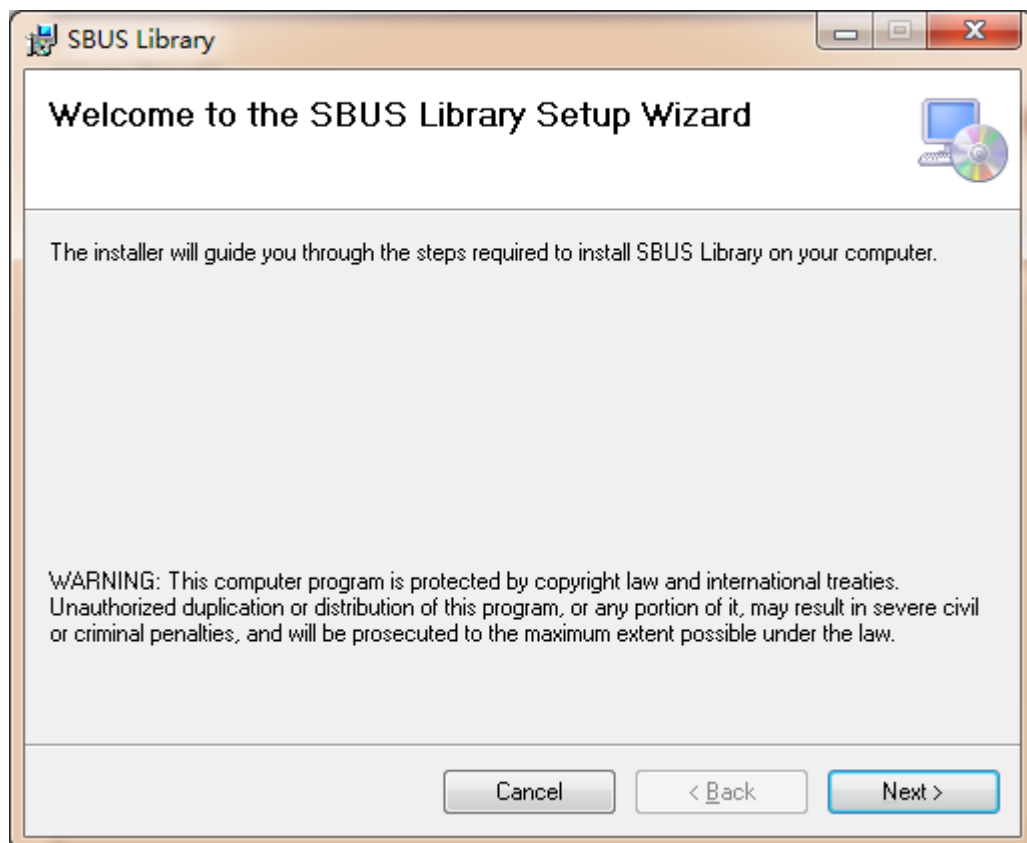 SBUS Library
Welcome to the SBUS Library Setup Wizard
The installer will guide you through the steps required to install SBUS Library on your computer.
WARNING: This computer program is protected by copyright law and international treaties.
Unauthorized duplication or distribution of this program, or any portion of it, may result in severe civil
or criminal penalties, and will be prosecuted to the maximum extent possible under the law.
Cancel < Back Next >